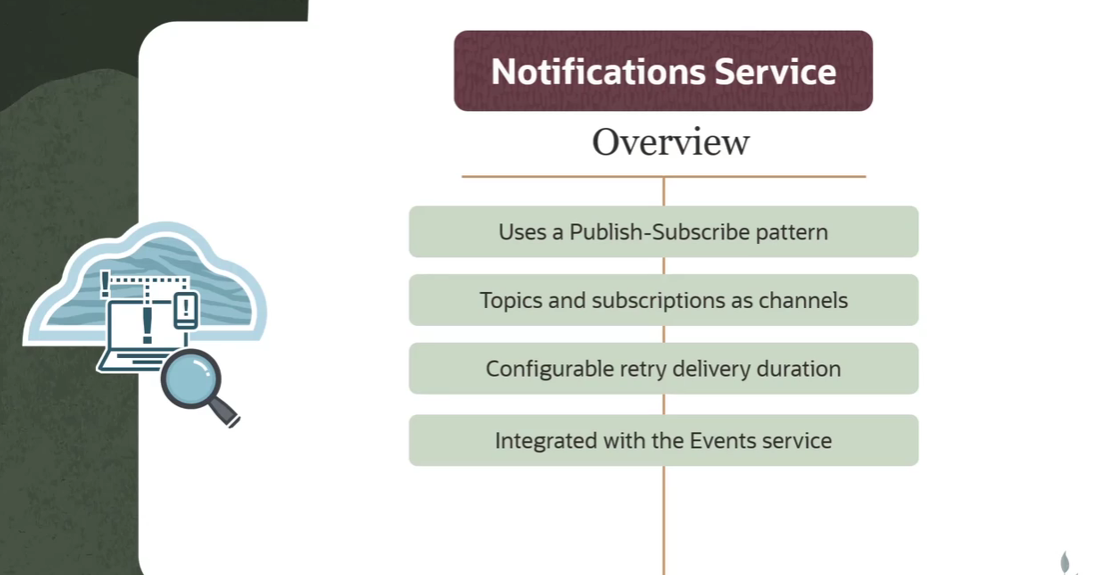 Notifications Service
Overview
Uses a Publish-Subscribe pattern
Topics and subscriptions as channels
Configurable retry delivery duration
Integrated with the Events service